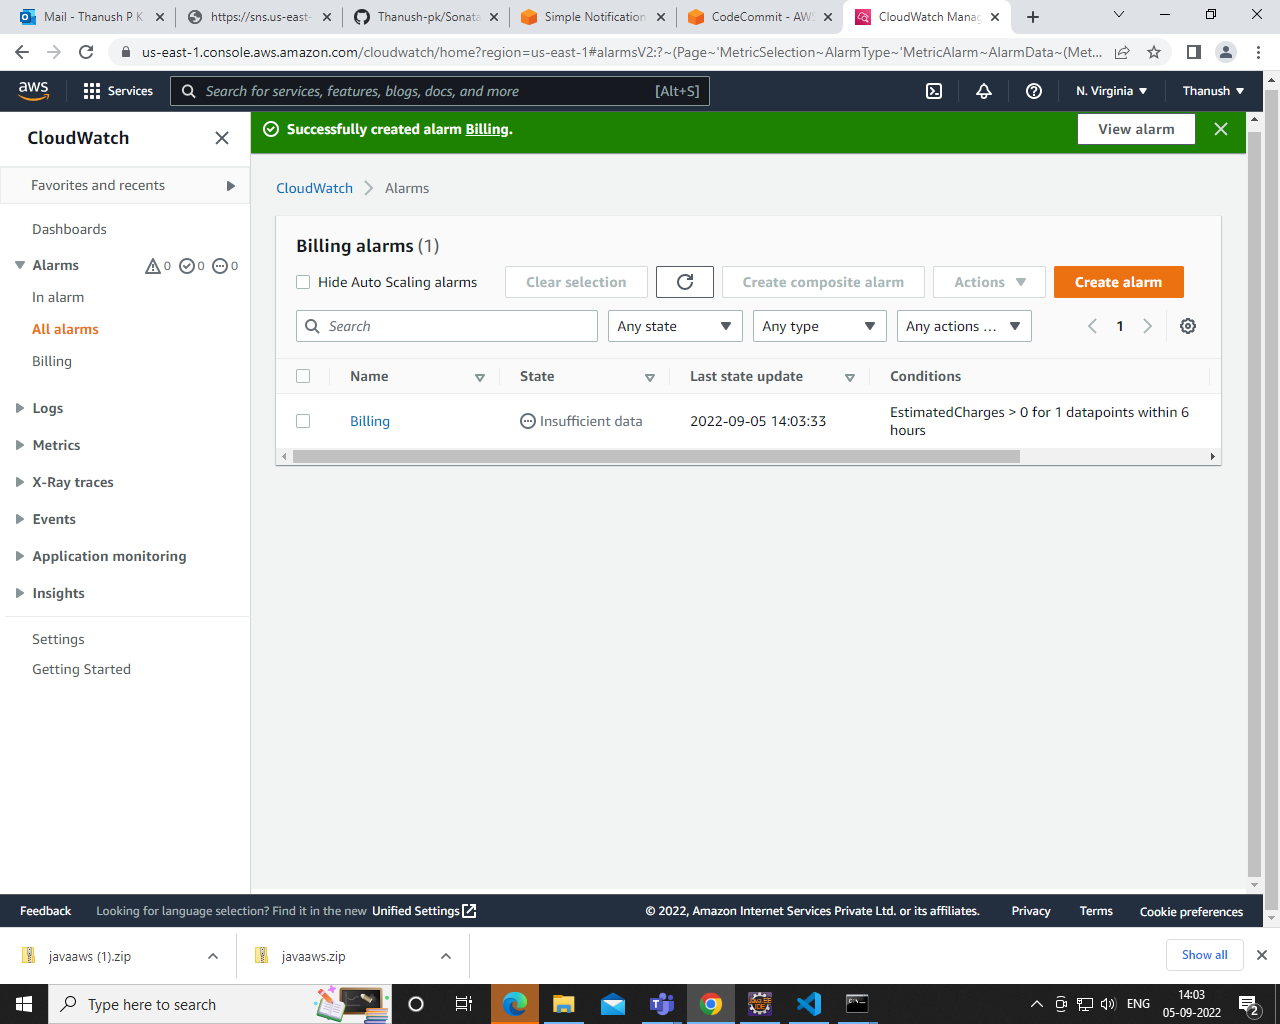 Mail - Thanush P K
https://sns.us-east-
Thanush-pk/Sonata
Simple Notification
CodeCommit - AWS
CloudWatch Manag
us-east-1.console.aws.amazon.com/cloudwatch/home?region=us-east-1#alarmsV2:?~(Page~'MetricSelection~AlarmType~'MetricAlarm~AlarmData~(Met...
aws
Services
Search for services, features, blogs, docs, and more
[Alt+S]
N. Virginia
Thanush
CloudWatch
Successfully created alarm Billing.
View alarm
Favorites and recents
CloudWatch
Alarms
Dashboards
Alarms
0
0
0
In alarm
All alarms
Billing
Logs
Metrics
X-Ray traces
Events
Application monitoring
Insights
Settings
Getting Started
Billing alarms (1)
Hide Auto Scaling alarms
Clear selection
Create composite alarm
Actions
Create alarm
Search
Any state
Any type
Any actions ...
1
Name
State
Last state update
Conditions
Billing
Insufficient data
2022-09-05 14:03:33
EstimatedCharges > 0 for 1 datapoints within 6
hours
Feedback
Looking for language selection? Find it in the new Unified Settings
© 2022, Amazon Internet Services Private Ltd. or its affiliates.
Privacy
Terms
Cookie preferences
javaaws (1).zip
javaaws.zip
Show all
Type here to search
ENG
14:03
05-09-2022
2